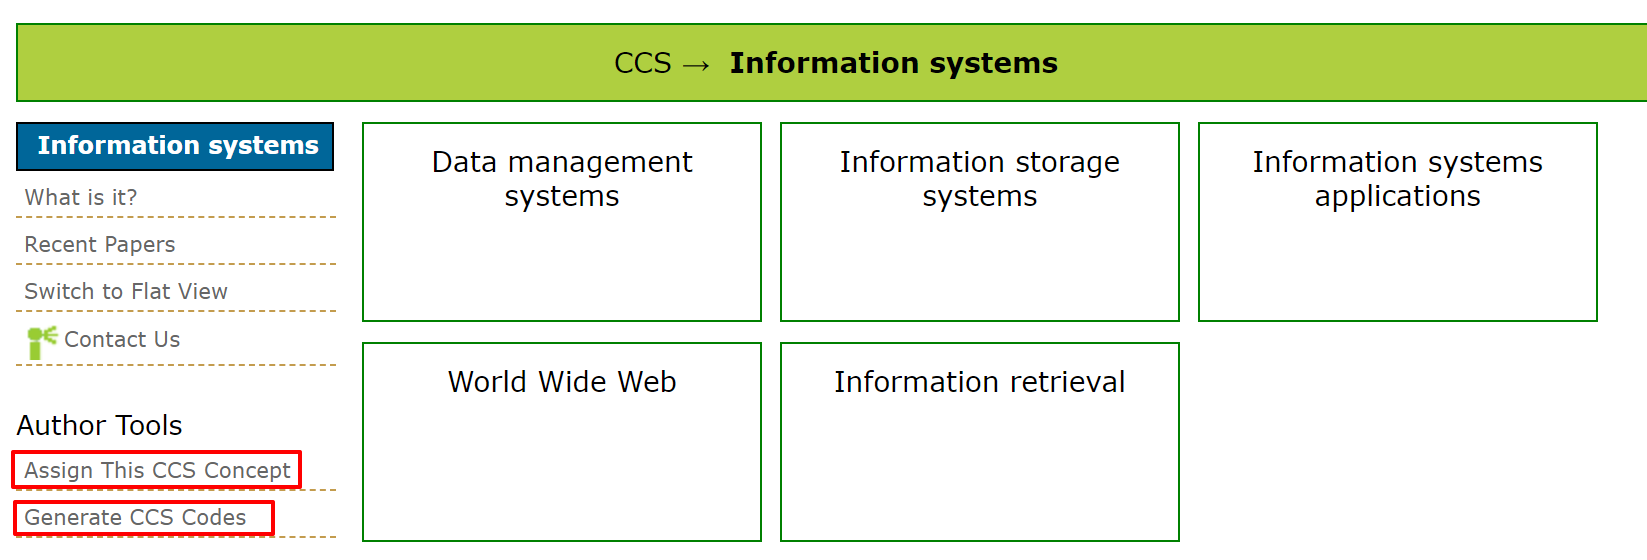 CCS → Information systems
Information systems
What is it?
Recent Papers
Switch to Flat View
Contact Us
Author Tools
Assign This CCS Concept
Generate CCS Codes
Data management
systems
Information storage
systems
Information systems
applications
World Wide Web
Information retrieval